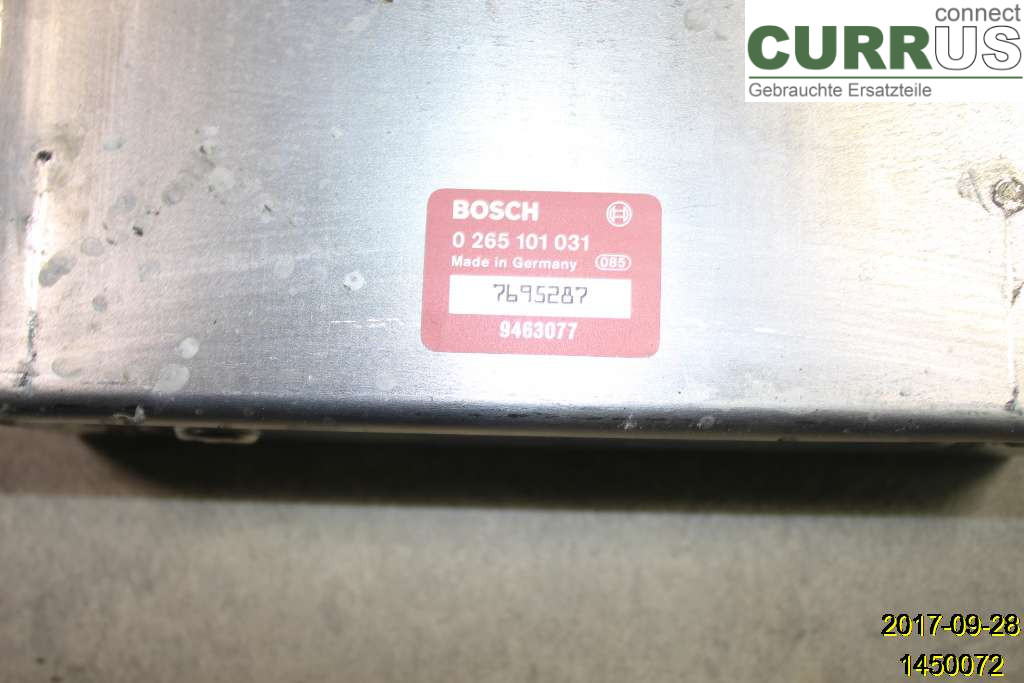 connect
CURRUS
Gebrauchte Ersatzteile
BOSCH
0 265 101 031
Made in Germany 085
7695287
9463077
2017-09-28
1450072